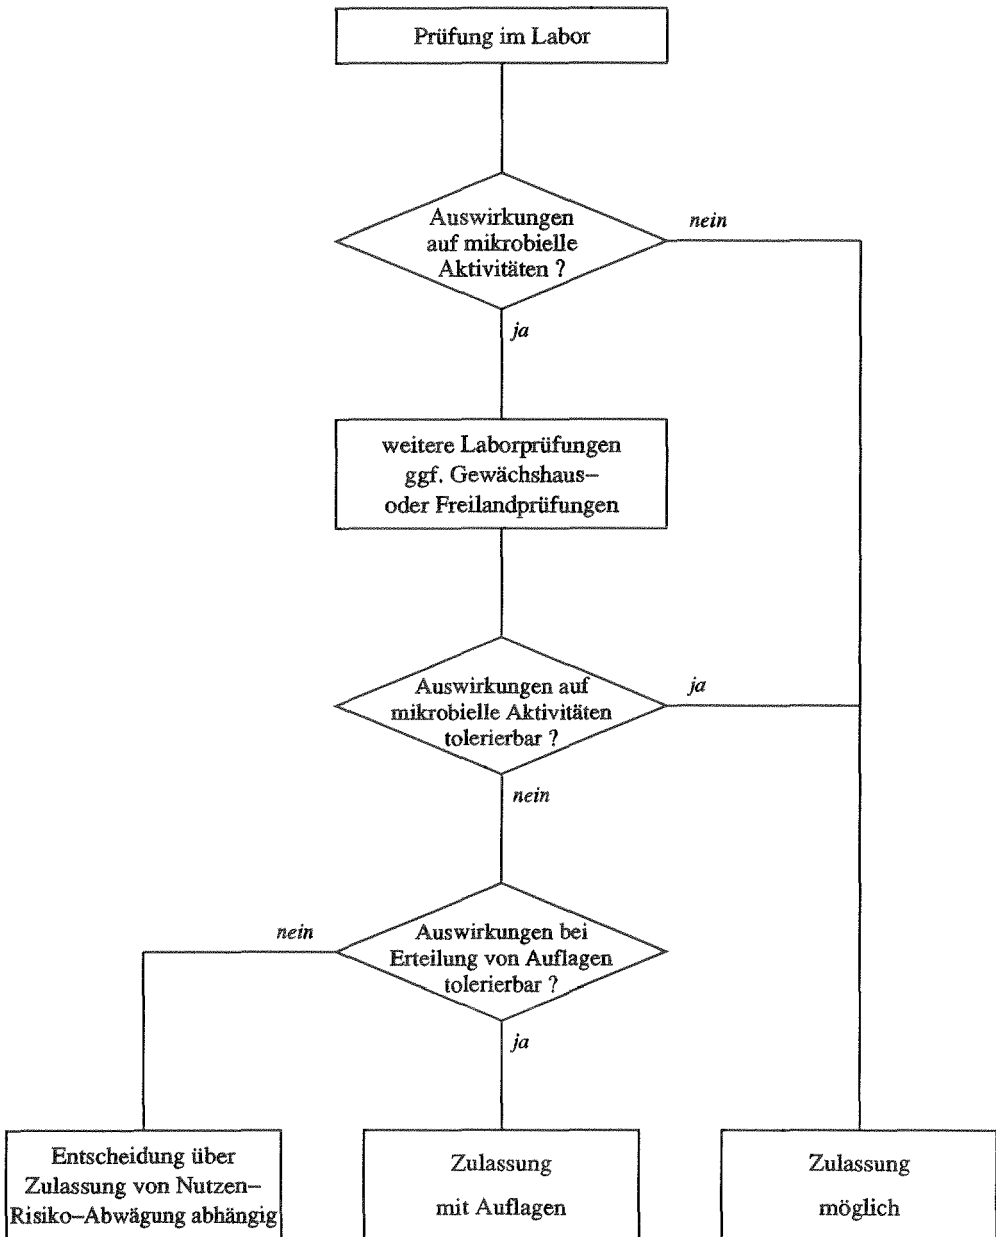 Prüfung im Labor
Auswirkungen
auf mikrobielle
Aktivitäten ?
nein
ja
weitere Laborprüfungen
ggf. Gewächshaus–
oder Freilandprüfungen
Auswirkungen auf
mikrobielle Aktivitäten
tolerierbar ?
ja
nein
Auswirkungen bei
Erteilung von Auflagen
tolerierbar ?
nein
ja
Entscheidung über
Zulassung von Nutzen–
Risiko–Abwägung abhängig
Zulassung
mit Auflagen
Zulassung
möglich